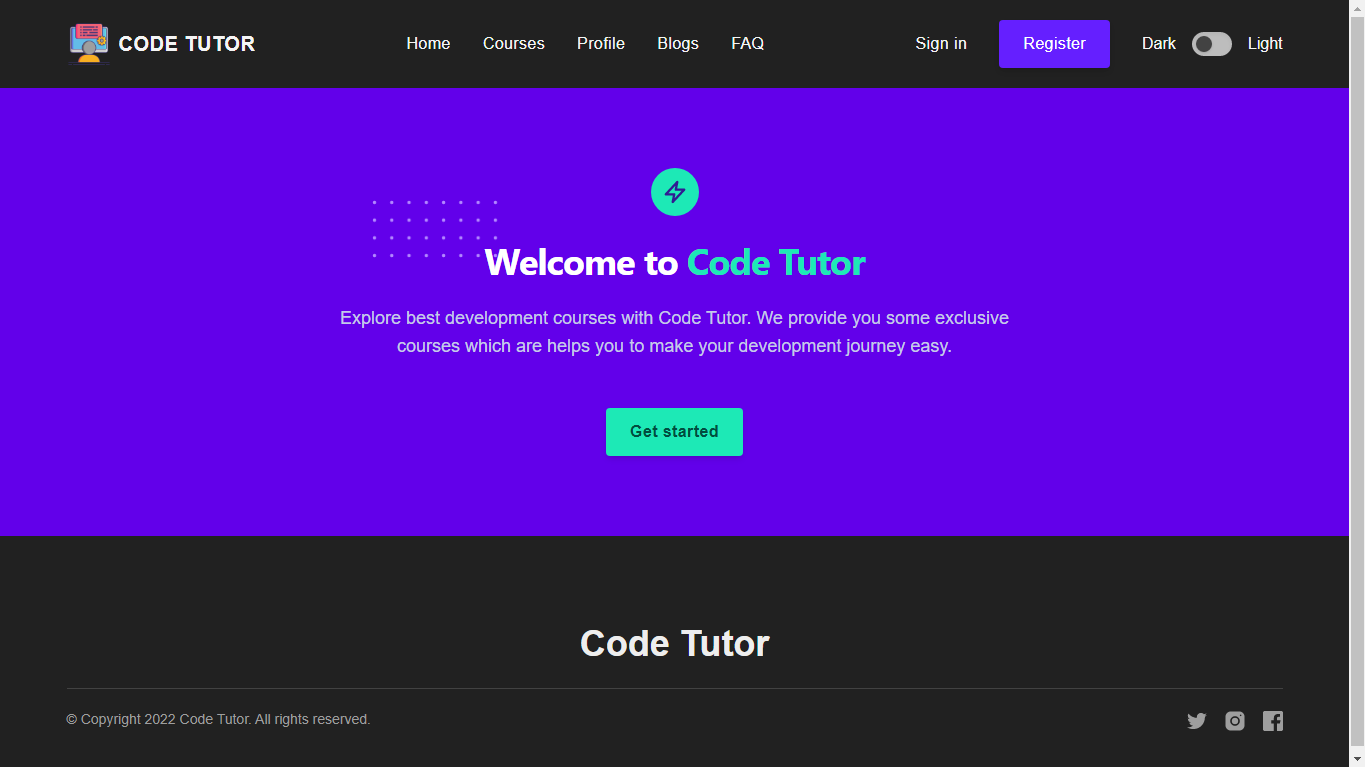 CODE TUTOR
Home Courses Profile Blogs FAQ
Sign in Register Dark Light
Welcome to Code Tutor
Explore best development courses with Code Tutor. We provide you some exclusive
courses which are helps you to make your development journey easy.
Get started
Code Tutor
© Copyright 2022 Code Tutor. All rights reserved.